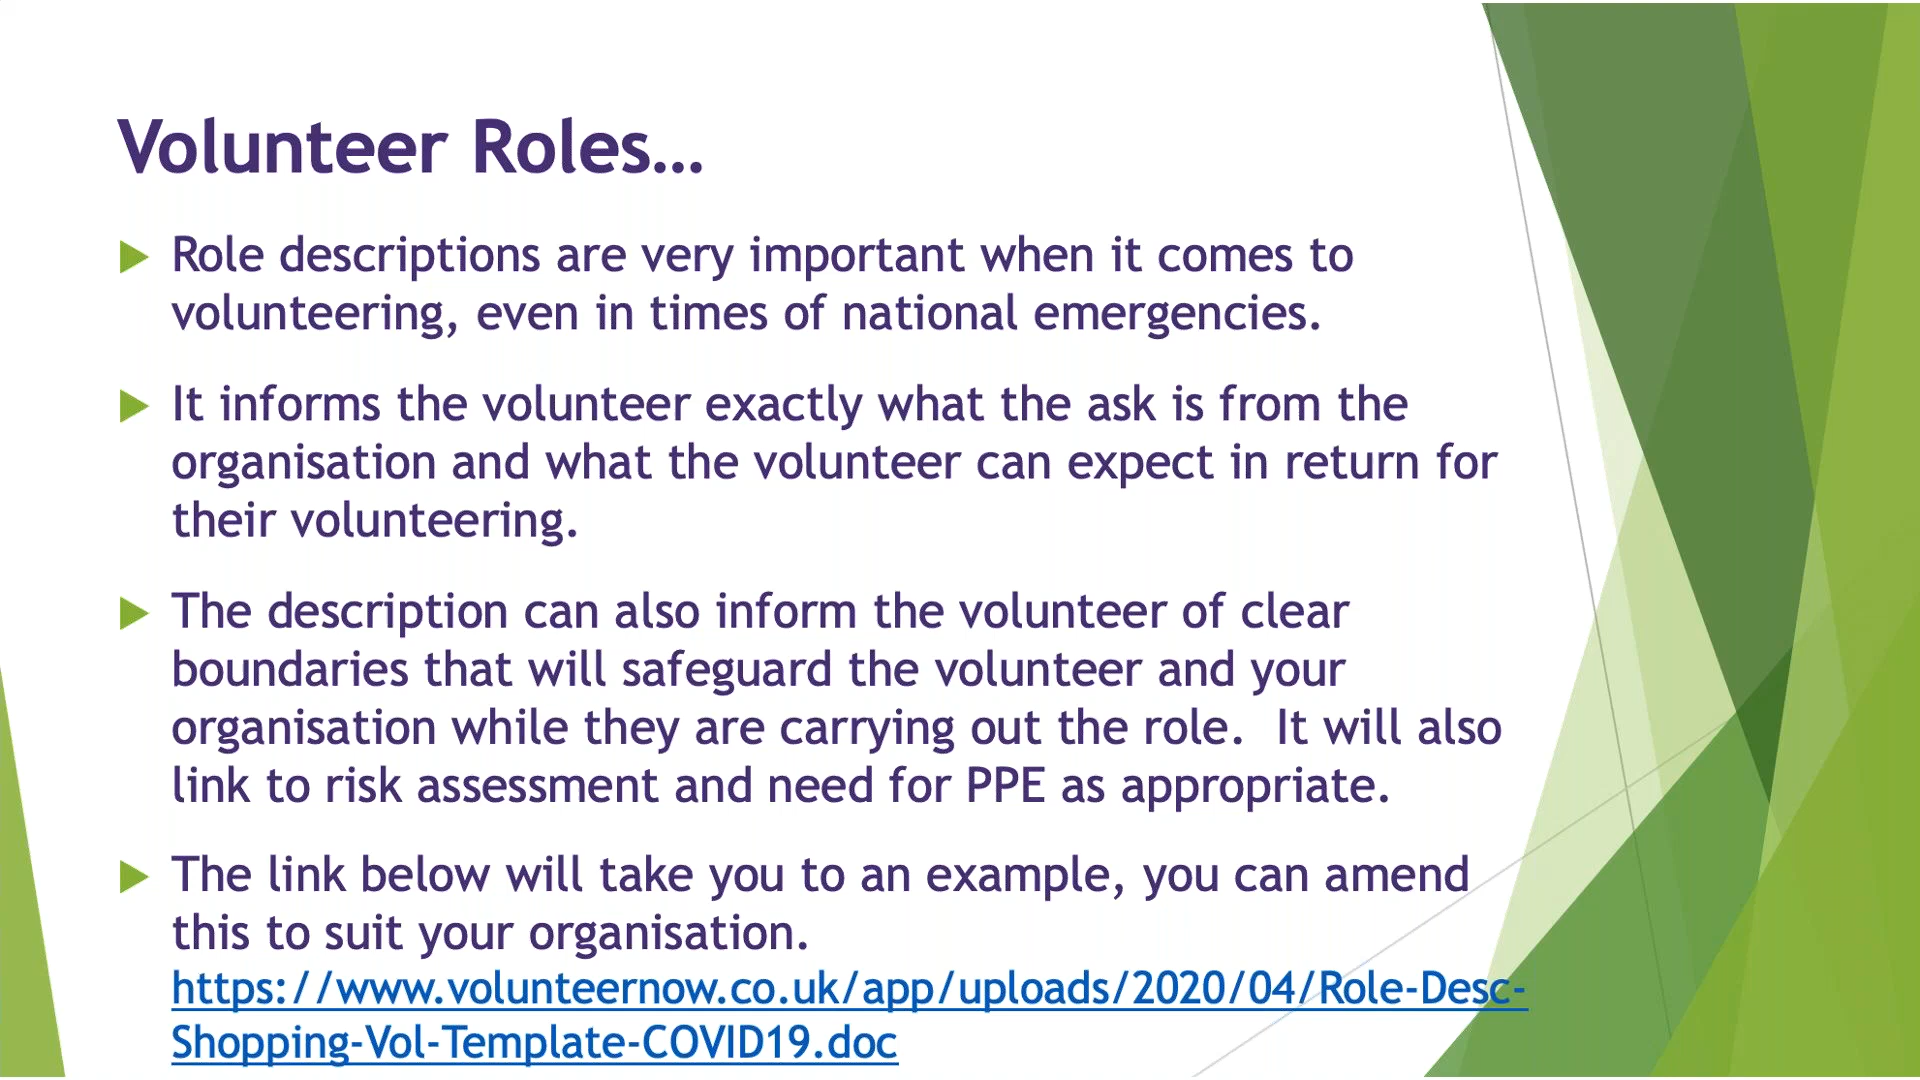 Volunteer Roles...
Role descriptions are very important when it comes to
volunteering, even in times of national emergencies.
It informs the volunteer exactly what the ask is from the
organisation and what the volunteer can expect in return for
their volunteering.
The description can also inform the volunteer of clear
boundaries that will safeguard the volunteer and your
organisation while they are carrying out the role.  It will also
link to risk assessment and need for PPE as appropriate.
The link below will take you to an example, you can amend
this to suit your organisation.
https://www.volunteernow.co.uk/app/uploads/2020/04/Role-Desc-
Shopping-Vol-Template-COVID19.doc